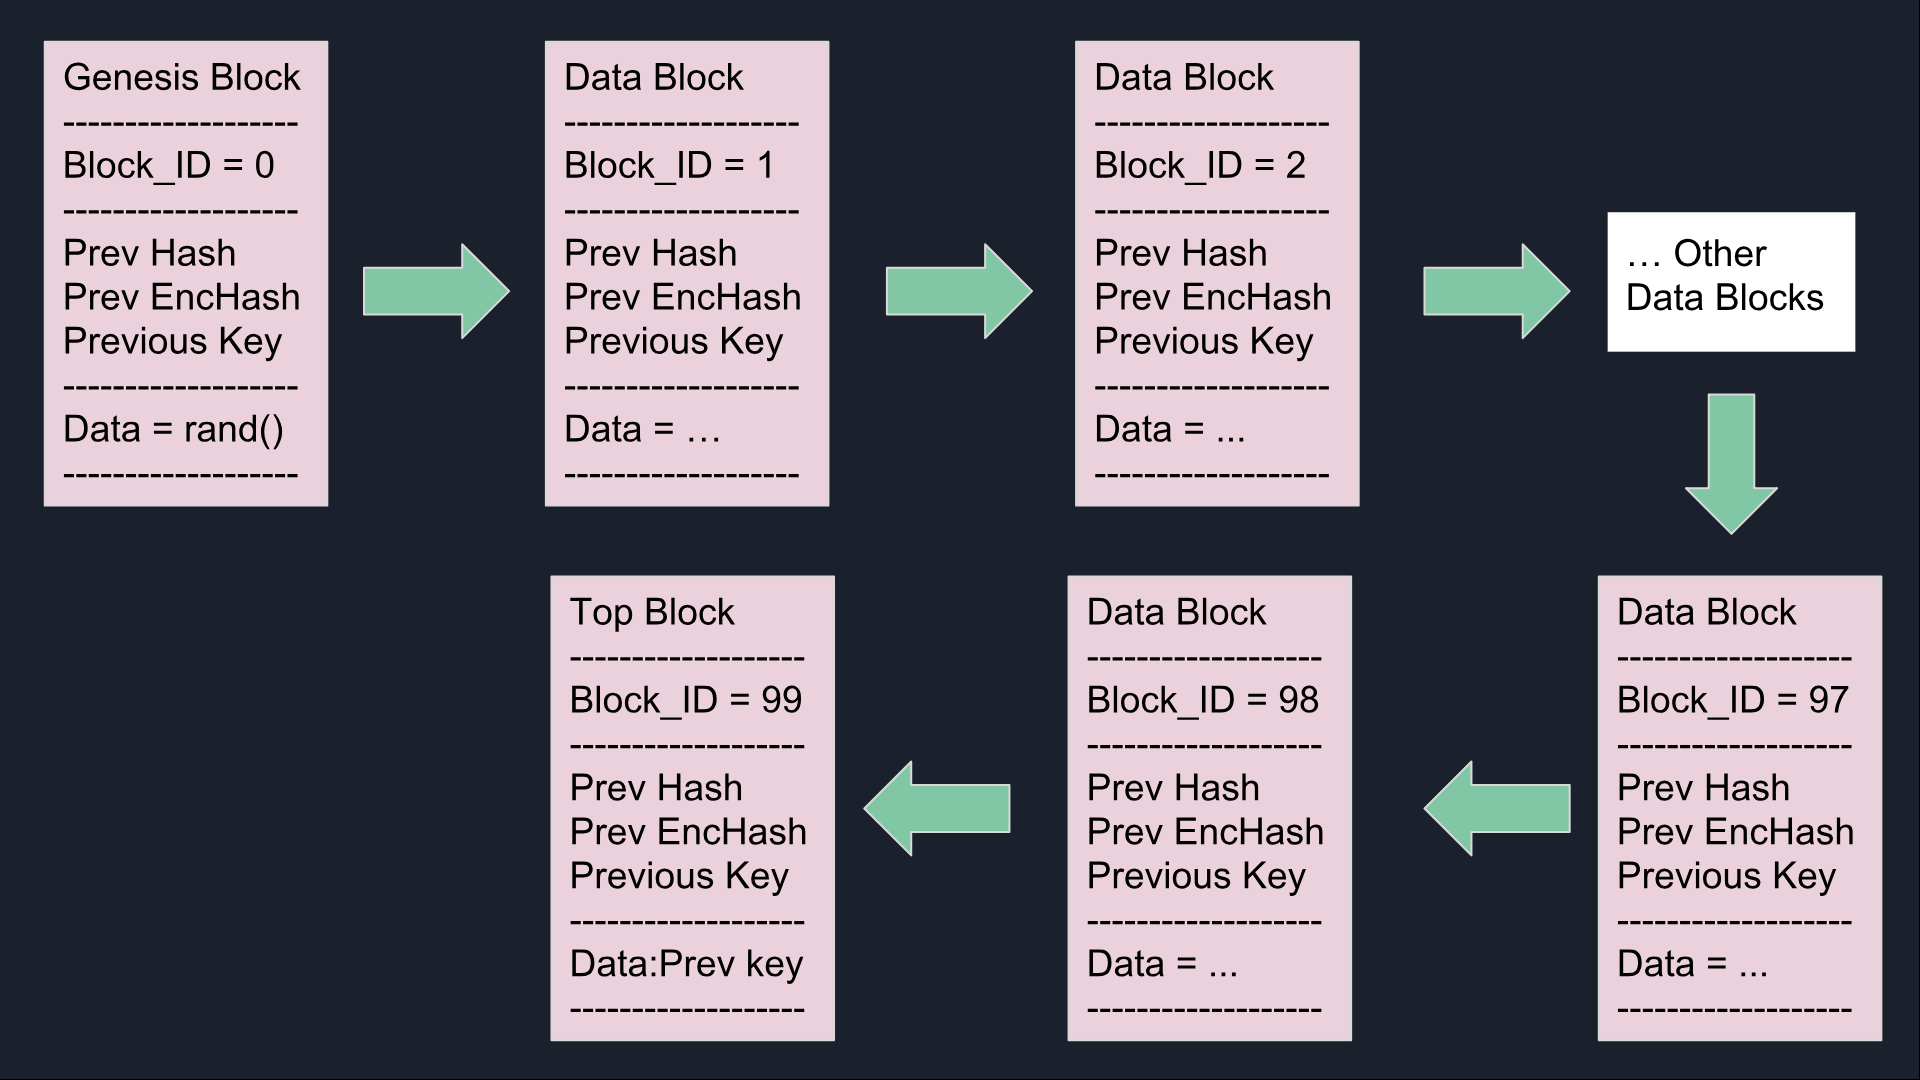 Genesis Block
-------------------
Block_ID = 0
-------------------
Prev Hash
Prev EncHash
Previous Key
-------------------
Data = rand()
-------------------
Data Block
-------------------
Block_ID = 1
-------------------
Prev Hash
Prev EncHash
Previous Key
-------------------
Data = …
-------------------
Data Block
-------------------
Block_ID = 2
-------------------
Prev Hash
Prev EncHash
Previous Key
-------------------
Data = ...
-------------------
… Other
Data Blocks
Data Block
-------------------
Block_ID = 97
-------------------
Prev Hash
Prev EncHash
Previous Key
-------------------
Data = ...
-------------------
Data Block
-------------------
Block_ID = 98
-------------------
Prev Hash
Prev EncHash
Previous Key
-------------------
Data = ...
-------------------
Top Block
-------------------
Block_ID = 99
-------------------
Prev Hash
Prev EncHash
Previous Key
-------------------
Data:Prev key
-------------------